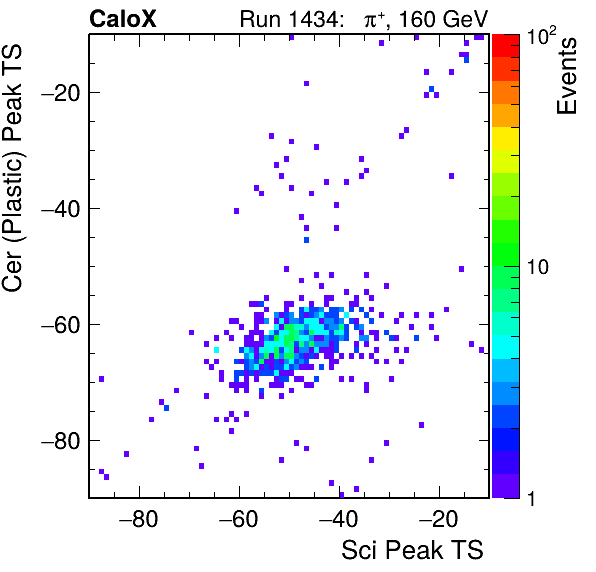 CaloX Run 1434: π⁺, 160 GeV
Cer (Plastic) Peak TS
−20
−40
−60
−80
−80 −60 −40 −20
Sci Peak TS
10²
10
1
Events